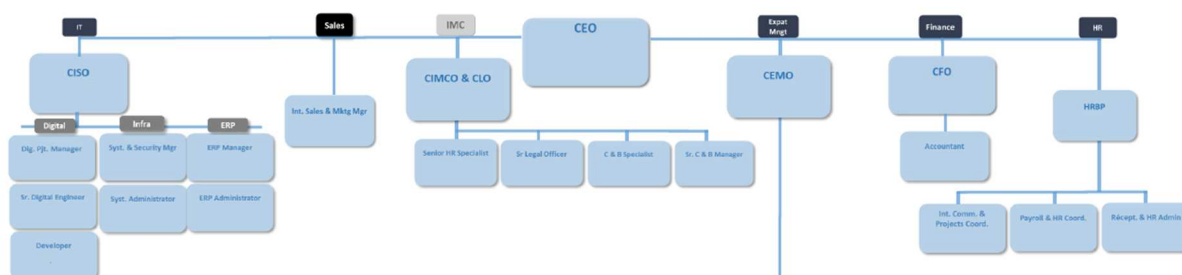 IT
Sales
IMC
CEO
Expat
Mngt
Finance
HR
CISO
CIMCO & CLO
CEMO
CFO
HRBP
Int. Sales & Mktg Mgr
Digital
Infra
ERP
Dig. Pjt. Manager
Syst. & Security Mgr
ERP Manager
Senior HR Specialist
Sr Legal Officer
C & B Specialist
Sr. C & B Manager
Accountant
Sr. Digital Engineer
Syst. Administrator
ERP Administrator
Int. Comm. &
Projects Coord.
Payroll & HR Coord.
Récept. & HR Admin
Developer